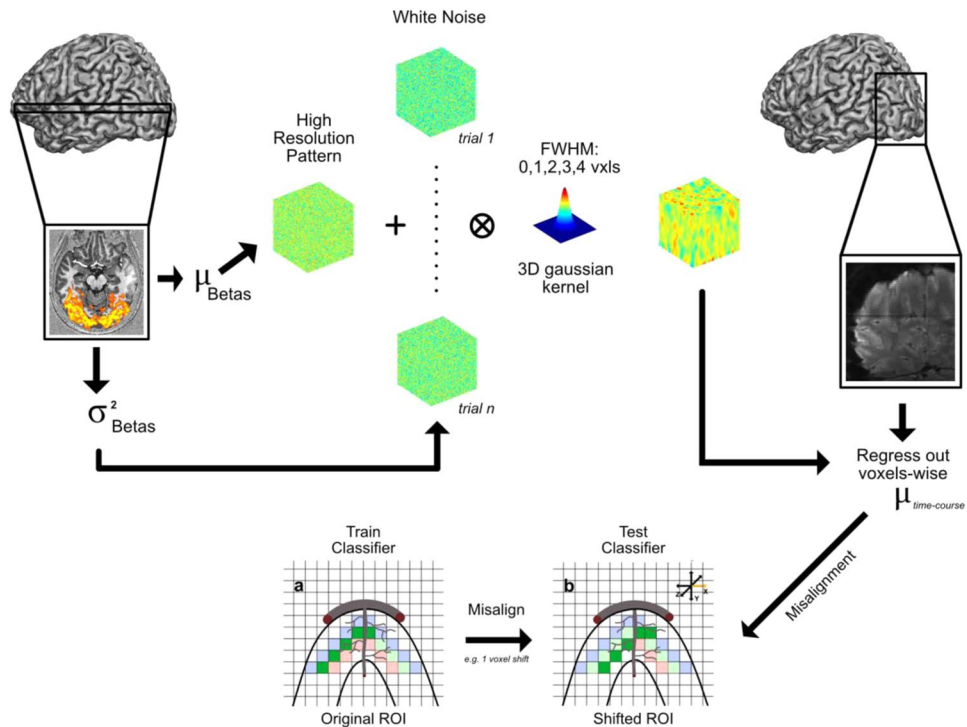 White Noise
High
Resolution
Pattern
trial 1
+
⊗
FWHM:
0,1,2,3,4 vxls
3D gaussian
kernel
μ Betas
σ² Betas
trial n
Regress out
voxels-wise
μ time-course
Misalignment
Train
Classifier
a
Original ROI
Misalign
e.g. 1 voxel shift
Test
Classifier
b
Z
Y
X
Shifted ROI